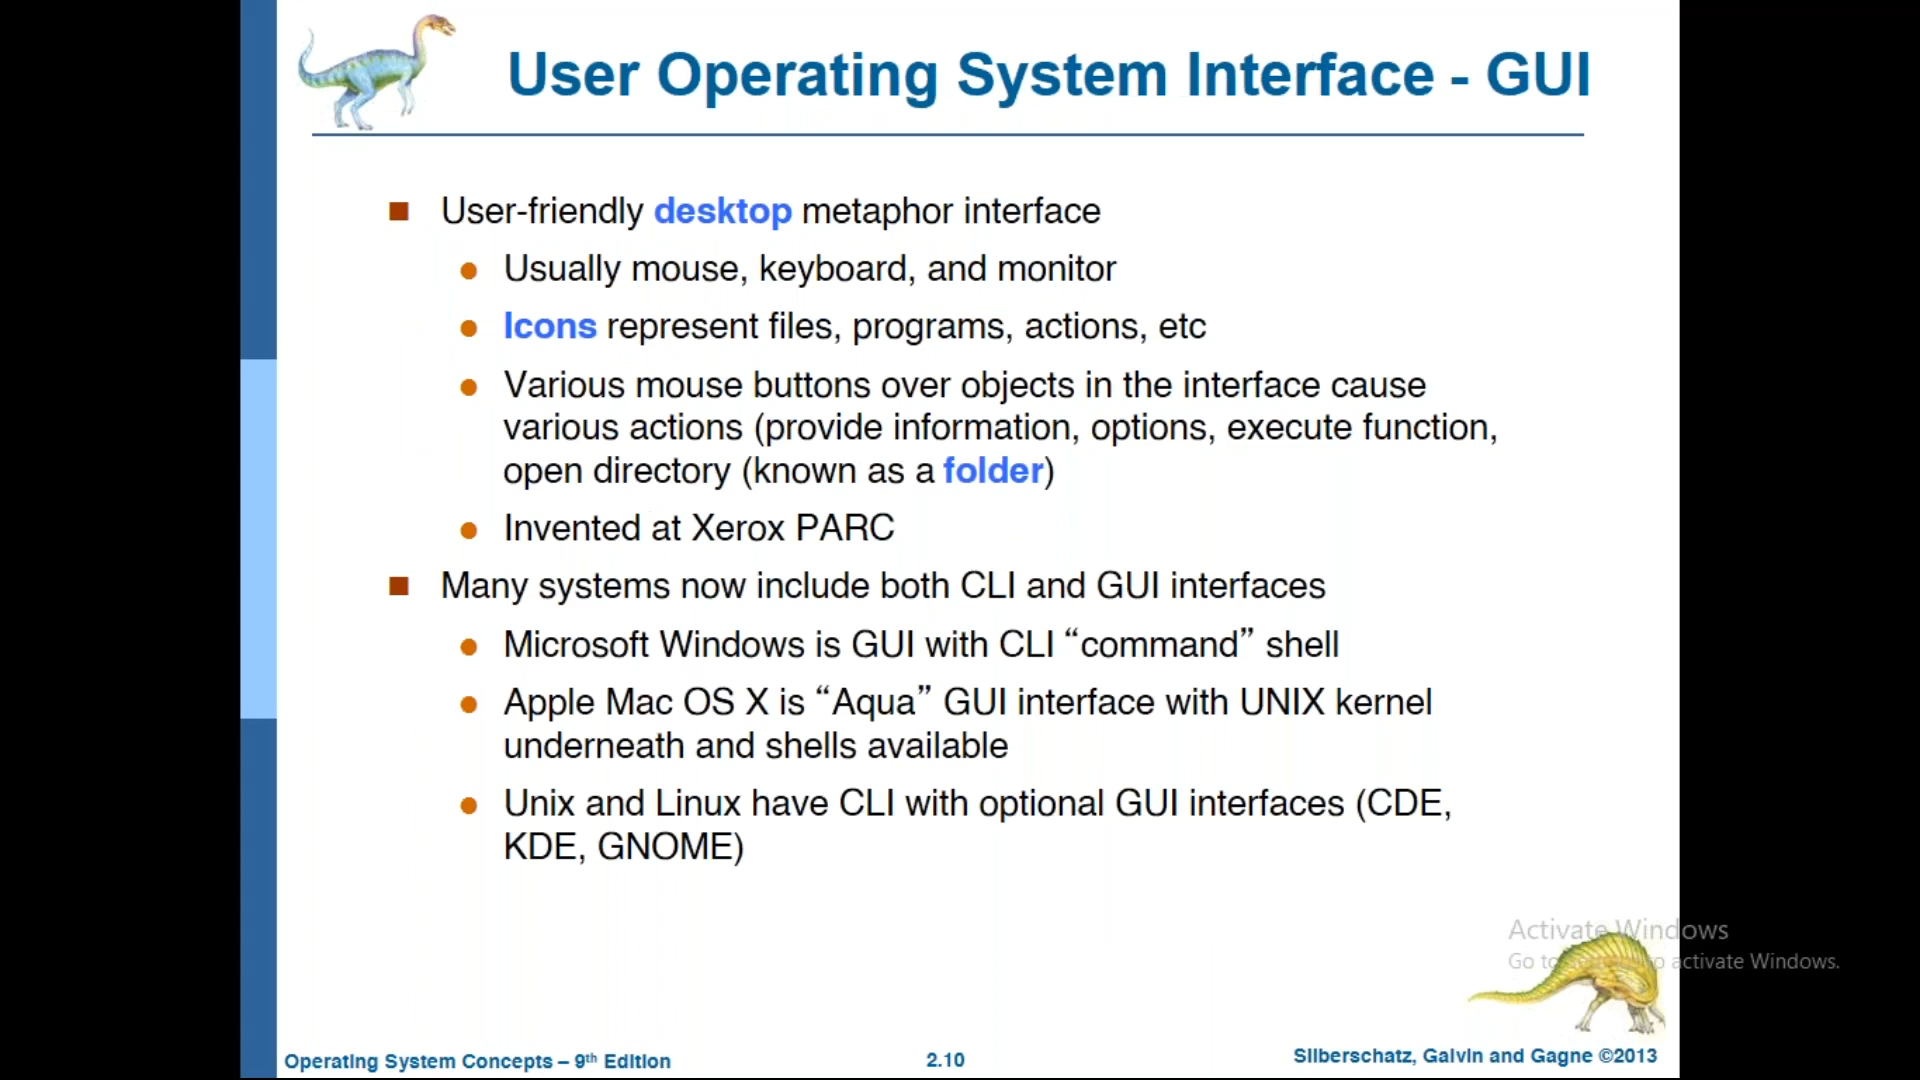 User Operating System Interface - GUI
User-friendly desktop metaphor interface
Usually mouse, keyboard, and monitor
Icons represent files, programs, actions, etc
Various mouse buttons over objects in the interface cause
various actions (provide information, options, execute function,
open directory (known as a folder)
Invented at Xerox PARC
Many systems now include both CLI and GUI interfaces
Microsoft Windows is GUI with CLI “command” shell
Apple Mac OS X is “Aqua” GUI interface with UNIX kernel
underneath and shells available
Unix and Linux have CLI with optional GUI interfaces (CDE,
KDE, GNOME)
Activate Windows
Go to activate Windows.
Operating System Concepts – 9th Edition
2.10
Silberschatz, Galvin and Gagne ©2013